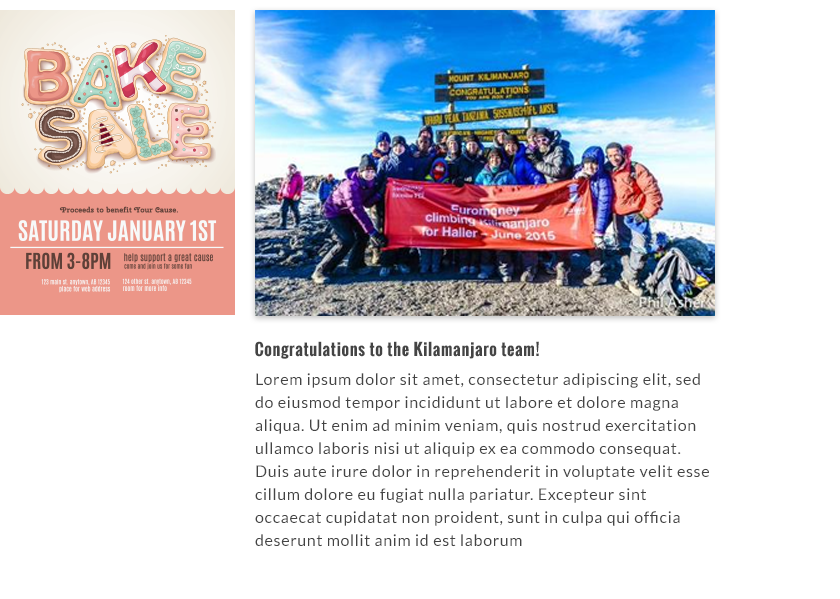 BAKE
SALE
Proceeds to benefit Your Cause.
SATURDAY JANUARY 1ST
FROM 3-8PM
help support a great cause
come and join us for some fun
123 main st. anytown, AB 12345
place for web address
124 other st. anytown, AB 12345
MOUNT KILIMANJARO
CONGRATULATIONS
YOU ARE NOW AT
UHURU PEAK TANZANIA 5895M/19341FT. AMSL
Euromoney
climbing Kilimanjaro
for Haller - June 2015
Phil Asher
Congratulations to the Kilamanjaro team!
Lorem ipsum dolor sit amet, consectetur adipiscing elit, sed
do eiusmod tempor incididunt ut labore et dolore magna
aliqua. Ut enim ad minim veniam, quis nostrud exercitation
ullamco laboris nisi ut aliquip ex ea commodo consequat.
Duis aute irure dolor in reprehenderit in voluptate velit esse
cillum dolore eu fugiat nulla pariatur. Excepteur sint
occaecat cupidatat non proident, sunt in culpa qui officia
deserunt mollit anim id est laborum